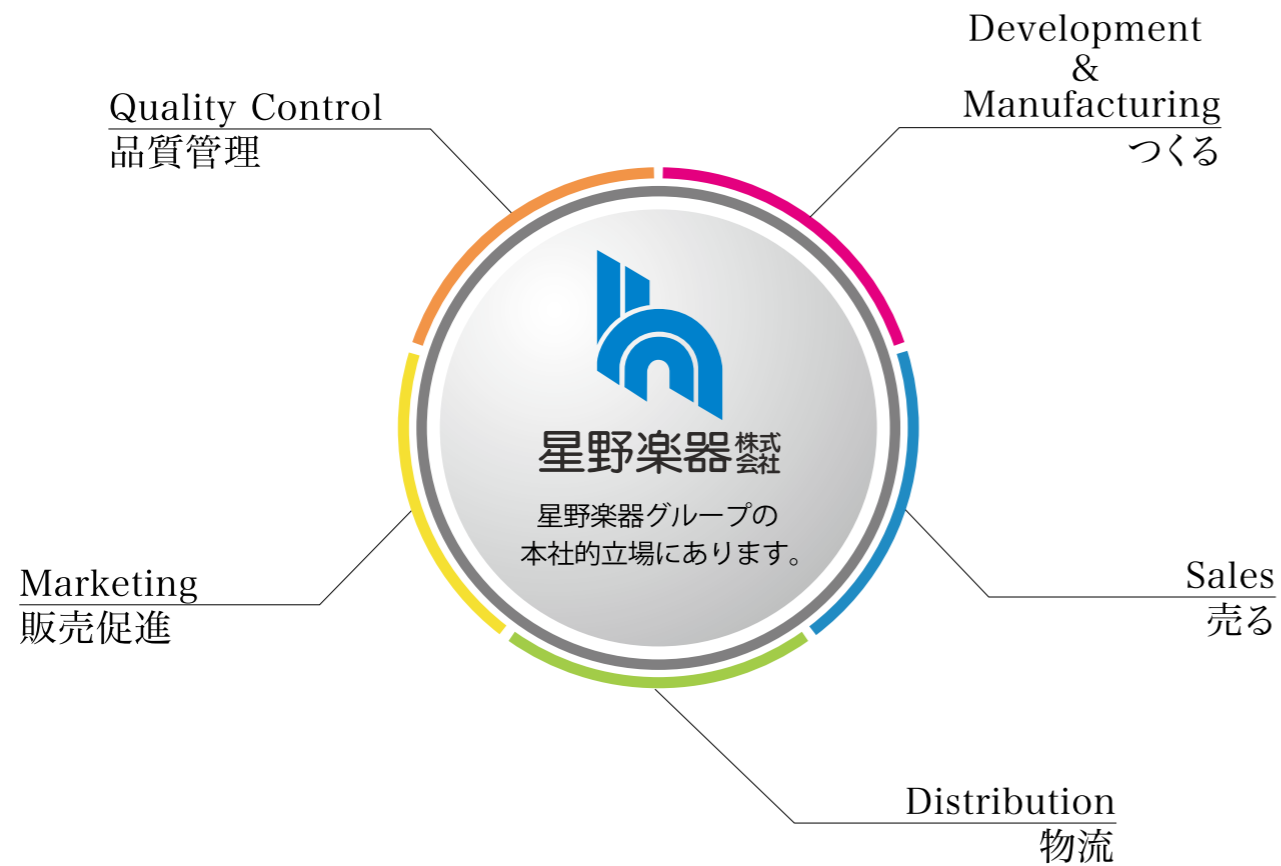 Development
&
Manufacturing
つくる
Quality Control
品質管理
星野楽器株式会社
星野楽器グループの
本社的立場にあります。
Marketing
販売促進
Sales
売る
Distribution
物流